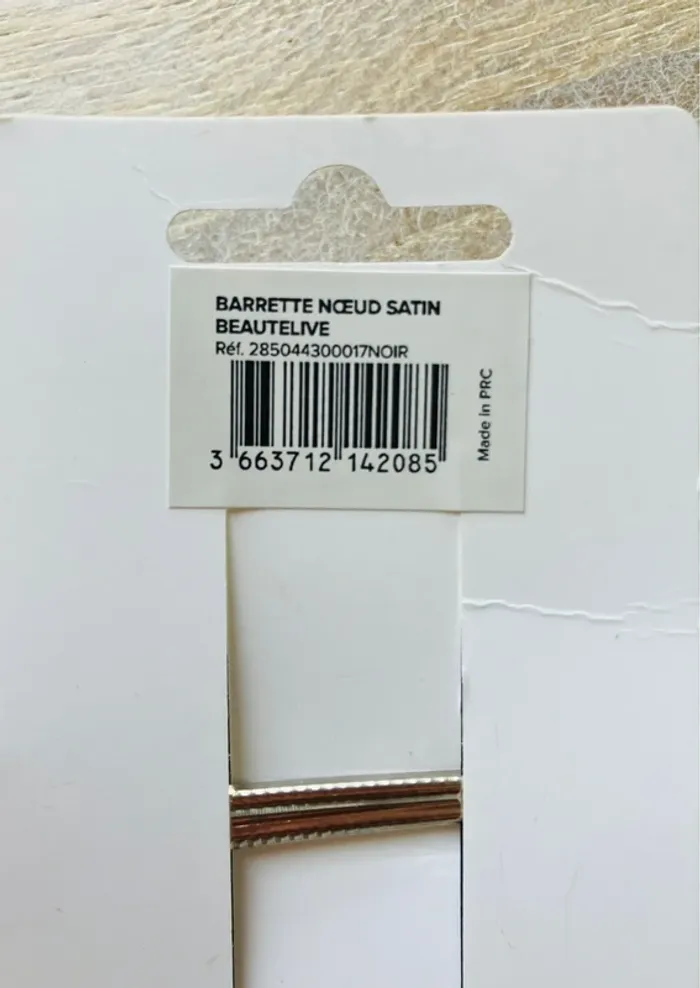 BARRETTE NŒUD SATIN
BEAUTELIVE
Réf. 285044300017NOIR
3 663712 142085
Made in PRC